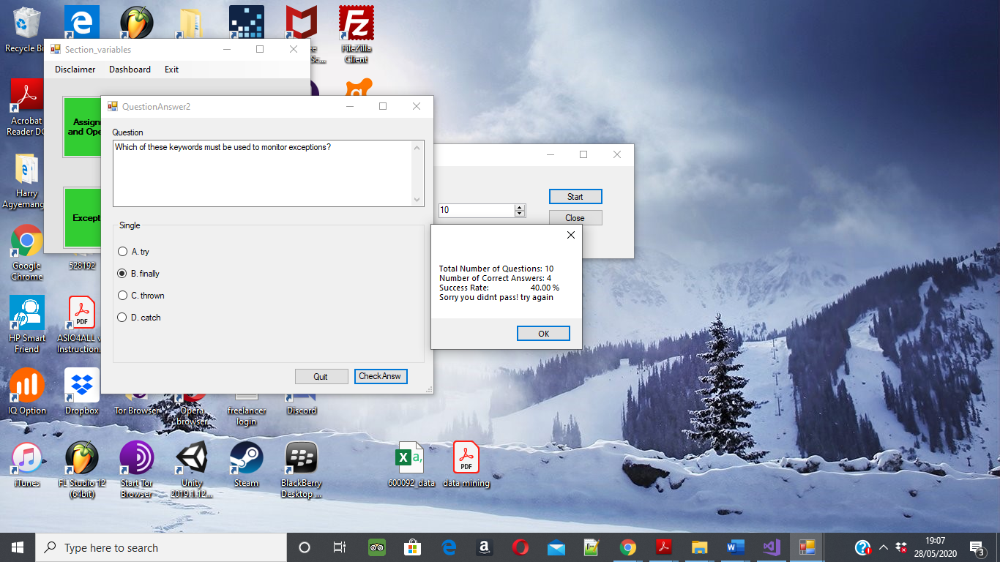 Recycle Bi
FileZilla
Client
Section_variables
Disclaimer Dashboard Exit
Sc...
Acrobat
Reader DC
Assign
and Ope
QuestionAnswer2
Question
Which of these keywords must be used to monitor exceptions?
Harry
Agyemang
Except
10
Start
Close
Single
A. try
B. finally
C. thrown
D. catch
Google
Chrome
528192
Total Number of Questions: 10
Number of Correct Answers: 4
Success Rate: 40.00 %
Sorry you didnt pass! try again
OK
HP Smart
Friend
PDF
ASIO4ALL v
Instruction...
Quit
CheckAnsw
IQ Option
Dropbox
Tor Browser
Opera
browser
freelancer
login
Discord
iTunes
FL Studio 12
(64bit)
Start Tor
Browser
Unity
2019.1.12...
Steam
BlackBerry
Desktop ...
600092_data
PDF
data mining
Type here to search
19:07
28/05/2020
3